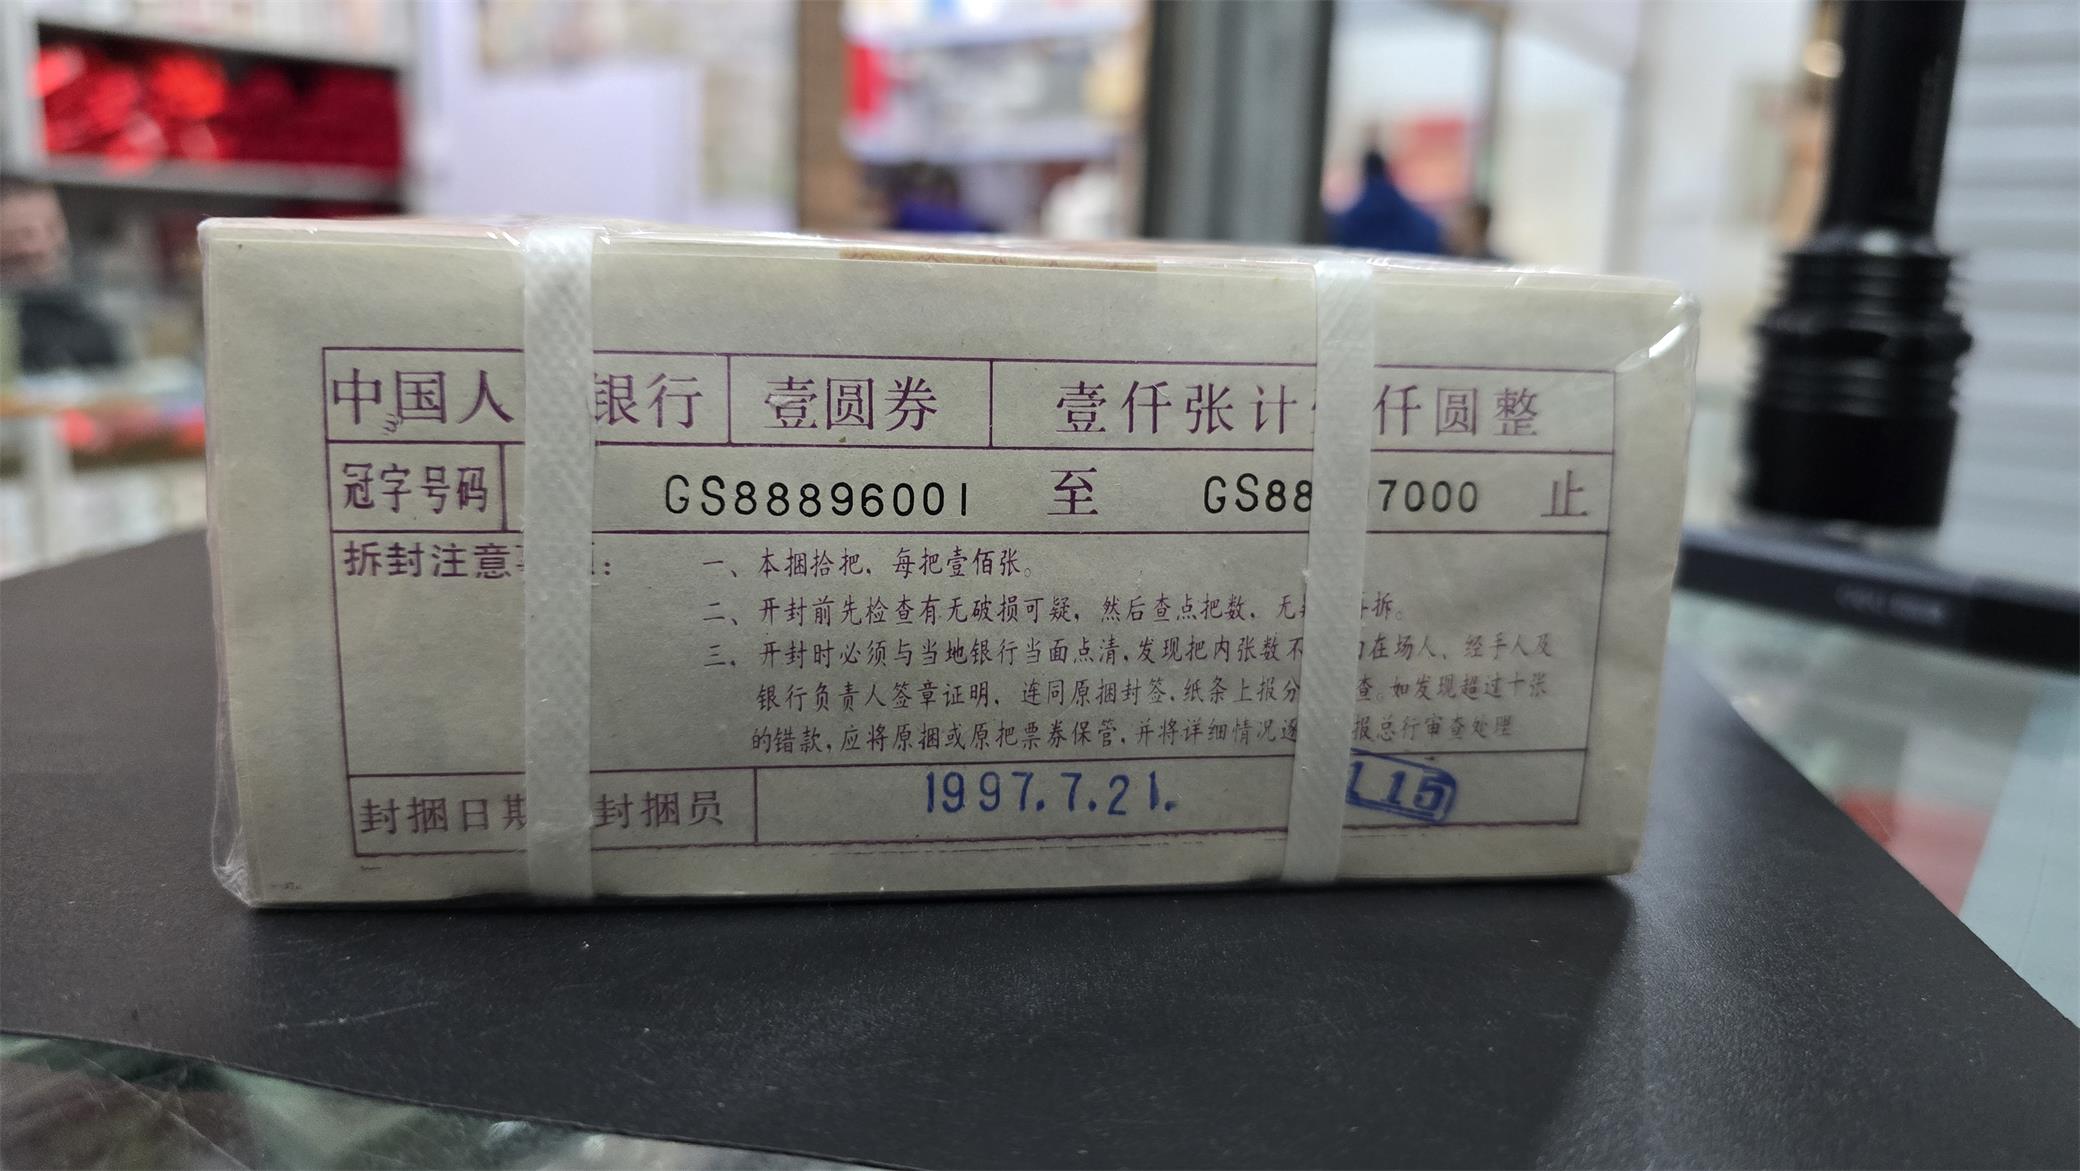 中国人 银行 壹圆券 壹仟张计 仟圆整
冠字号码 GS88896001 至 GS88 7000 止
拆封注意 : 一、本捆拾把，每把壹佰张。
二、开封前先检查有无破损可疑，然后查点把数，无 拆。
三、开封时必须与当地银行当面点清，发现把内张数不 在场人、经手人及
银行负责人签章证明，连同原捆封签，纸条上报分 查。如发现超过十张
的错款，应将原捆或原把票券保管，并将详细情况逐 报总行审查处理
封捆日期 封捆员 1997.7.21. 115